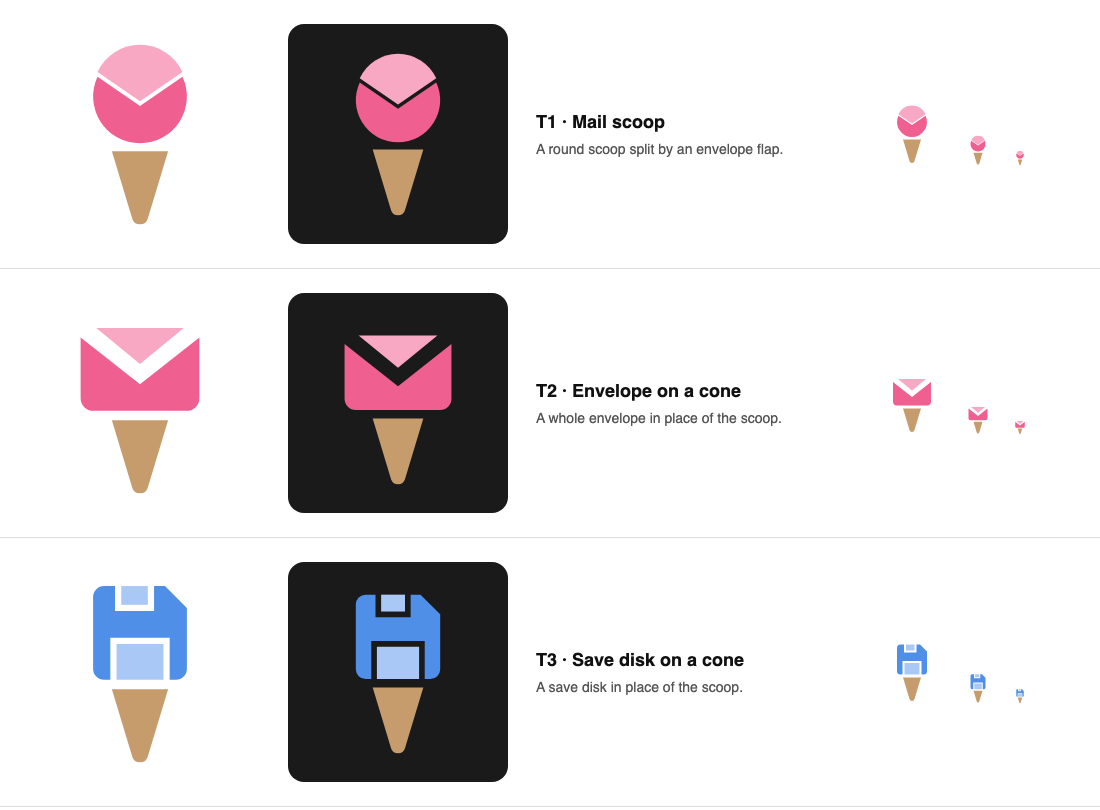 T1 · Mail scoop
A round scoop split by an envelope flap.
T2 · Envelope on a cone
A whole envelope in place of the scoop.
T3 · Save disk on a cone
A save disk in place of the scoop.